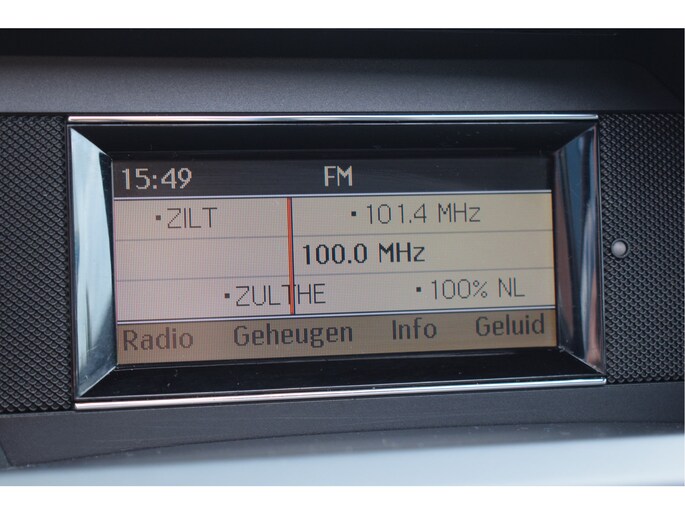 15:49 FM
▪ZILT ▪101.4 MHz
100.0 MHz
▪ZULTHE ▪100% NL
Radio Geheugen Info Geluid